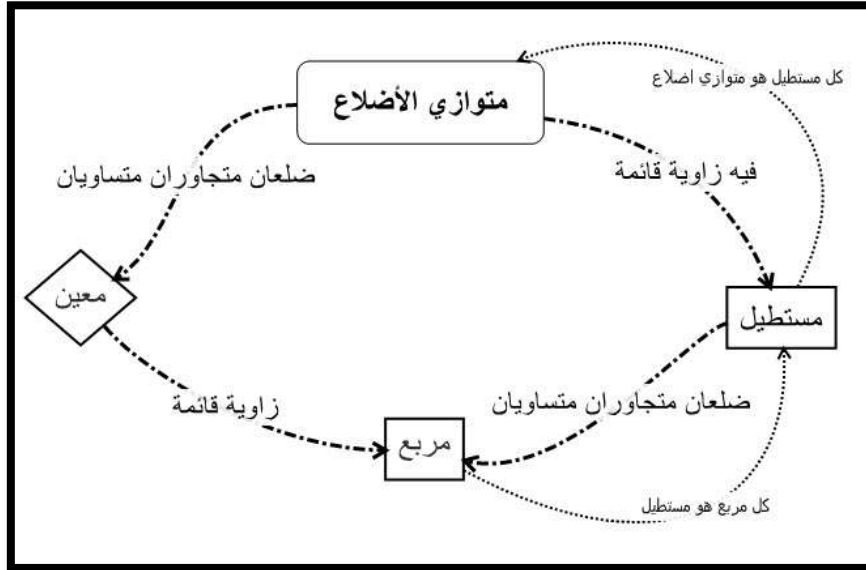 كل مستطيل هو متوازي اضلاع
متوازي الأضلاع
فيه زاوية قائمة
ضلعان متجاوران متساويان
معين
مستطيل
زاوية قائمة
ضلعان متجاوران متساويان
مربع
كل مربع هو مستطيل